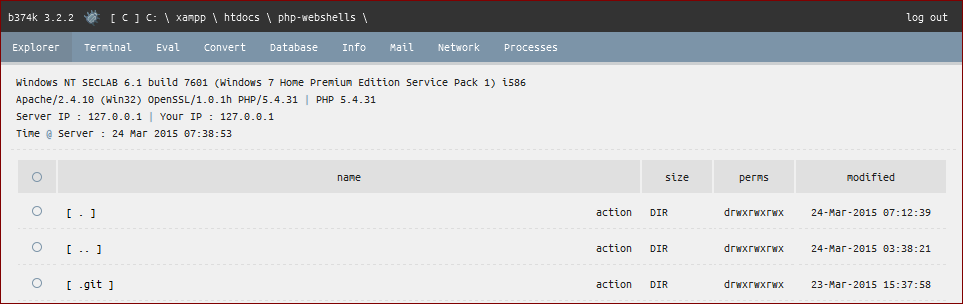 b374k 3.2.2 [ C ] C: \ xampp \ htdocs \ php-webshells \ log out
Explorer Terminal Eval Convert Database Info Mail Network Processes
Windows NT SECLAB 6.1 build 7601 (Windows 7 Home Premium Edition Service Pack 1) i586
Apache/2.4.10 (Win32) OpenSSL/1.0.1h PHP/5.4.31 | PHP 5.4.31
Server IP : 127.0.0.1 | Your IP : 127.0.0.1
Time @ Server : 24 Mar 2015 07:38:53
name size perms modified
[ . ] action DIR drwxrwxrwx 24-Mar-2015 07:12:39
[ .. ] action DIR drwxrwxrwx 24-Mar-2015 03:38:21
[ .git ] action DIR drwxrwxrwx 23-Mar-2015 15:37:58